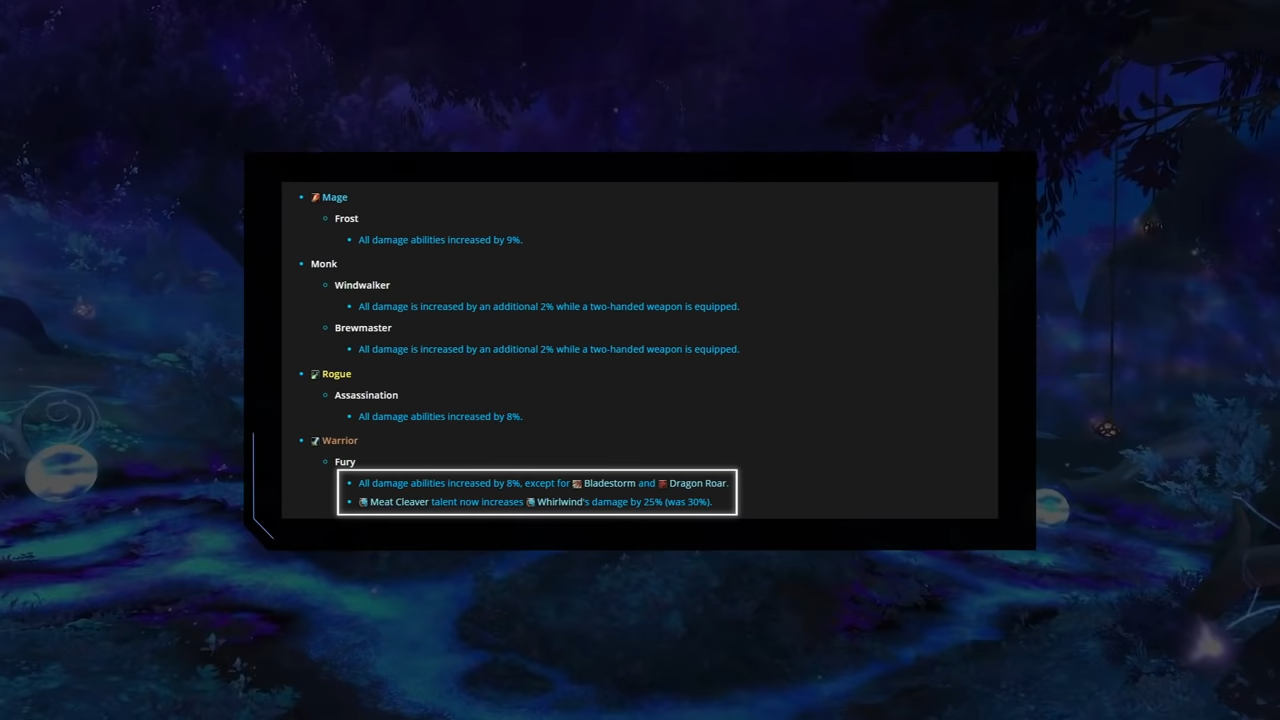 Mage
Frost
All damage abilities increased by 9%.
Monk
Windwalker
All damage is increased by an additional 2% while a two-handed weapon is equipped.
Brewmaster
All damage is increased by an additional 2% while a two-handed weapon is equipped.
Rogue
Assassination
All damage abilities increased by 8%.
Warrior
Fury
All damage abilities increased by 8%, except for Bladestorm and Dragon Roar.
Meat Cleaver talent now increases Whirlwind's damage by 25% (was 30%).